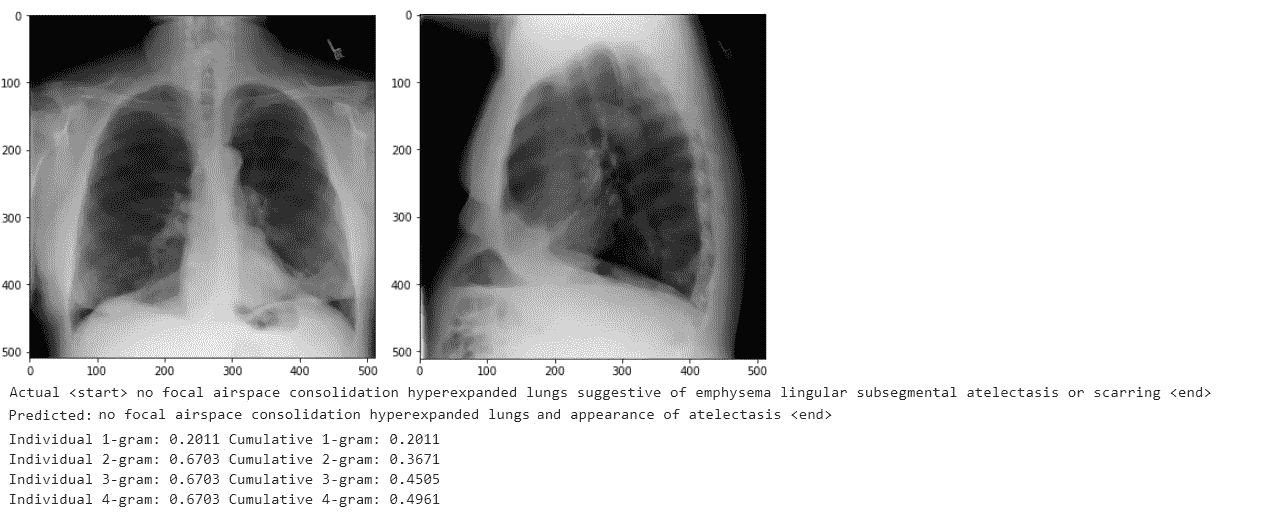 0
100
200
300
400
500
0 100 200 300 400 500
0
100
200
300
400
500
0 100 200 300 400 500
Actual <start> no focal airspace consolidation hyperexpanded lungs suggestive of emphysema lingular subsegmental atelectasis or scarring <end>
Predicted: no focal airspace consolidation hyperexpanded lungs and appearance of atelectasis <end>
Individual 1-gram: 0.2011 Cumulative 1-gram: 0.2011
Individual 2-gram: 0.6703 Cumulative 2-gram: 0.3671
Individual 3-gram: 0.6703 Cumulative 3-gram: 0.4505
Individual 4-gram: 0.6703 Cumulative 4-gram: 0.4961